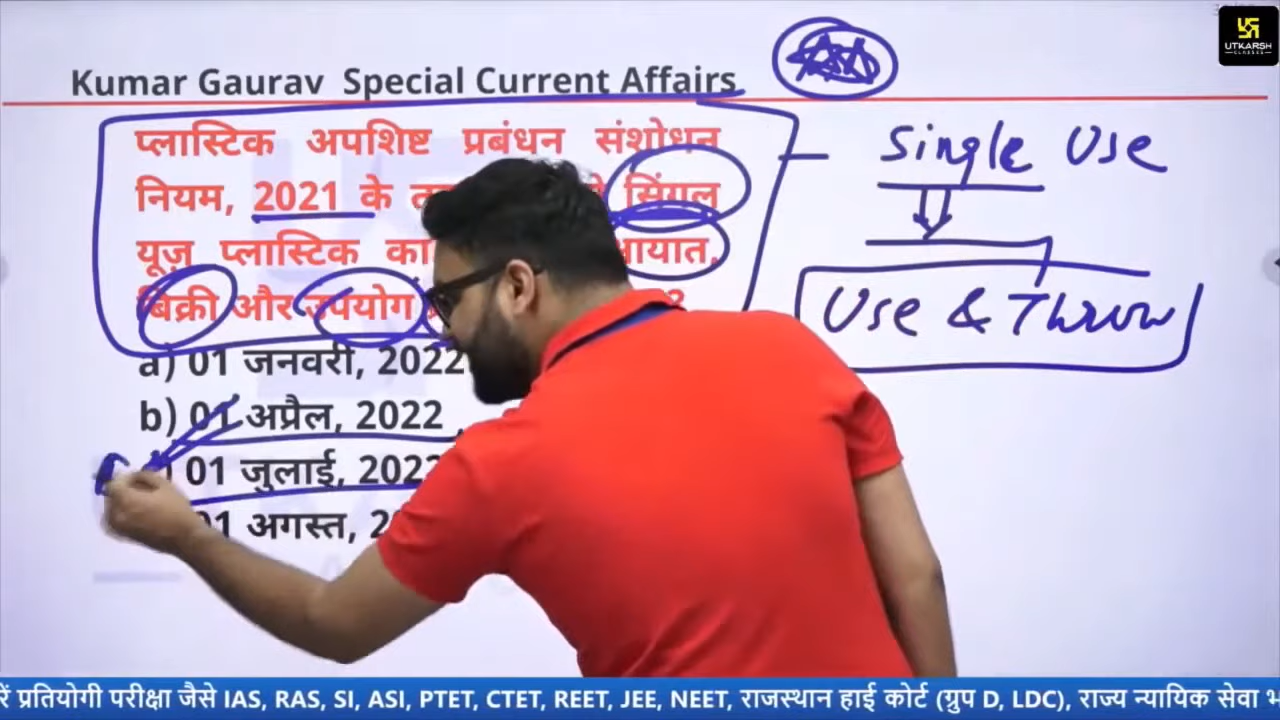 UTKARSH
CLASSES
Kumar Gaurav Special Current Affairs
प्लास्टिक अपशिष्ट प्रबंधन संशोधन
नियम, 2021 के सिंगल
यूज़ प्लास्टिक का आयात,
बिक्री और उपयोग
a) 01 जनवरी, 2022
b) 01 अप्रैल, 2022
01 जुलाई, 2022
01 अगस्त,
Single Use
Use & Throw
प्रतियोगी परीक्षा जैसे IAS, RAS, SI, ASI, PTET, CTET, REET, JEE, NEET, राजस्थान हाई कोर्ट (ग्रुप D, LDC), राज्य न्यायिक सेवा